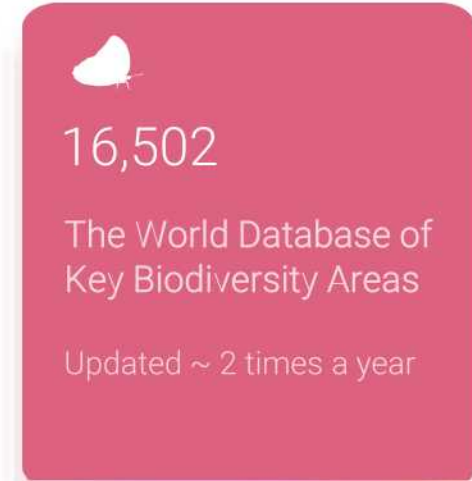 16,502
The World Database of
Key Biodiversity Areas
Updated ~ 2 times a year